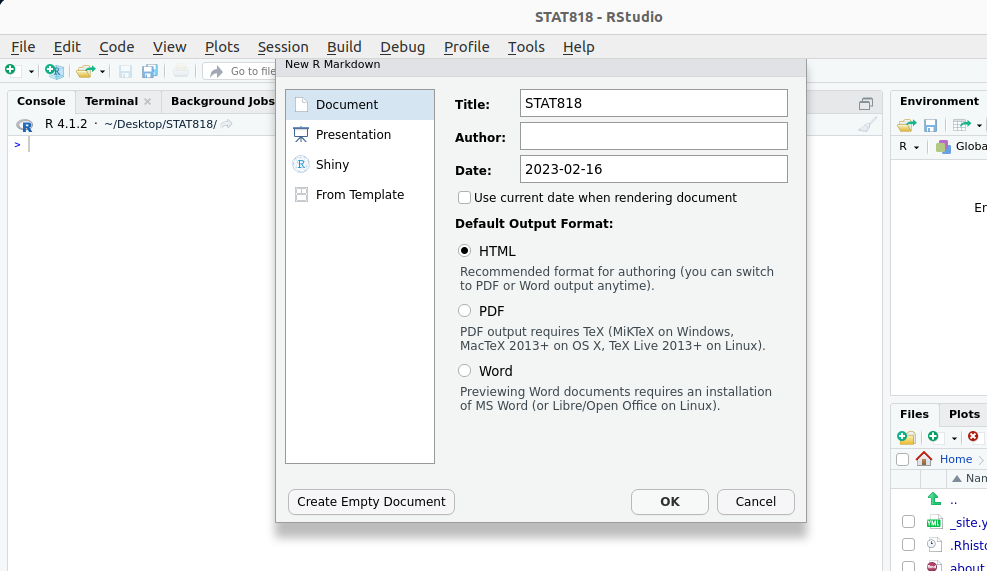 STAT818 - RStudio
File Edit Code View Plots Session Build Debug Profile Tools Help
Go to file
New R Markdown
Console Terminal × Background Jobs
R 4.1.2 · ~/Desktop/STAT818/
>
Document
Presentation
Shiny
From Template
Title: STAT818
Author:
Date: 2023-02-16
Use current date when rendering document
Default Output Format:
HTML
Recommended format for authoring (you can switch
to PDF or Word output anytime).
PDF
PDF output requires TeX (MiKTeX on Windows,
MacTeX 2013+ on OS X, TeX Live 2013+ on Linux).
Word
Previewing Word documents requires an installation
of MS Word (or Libre/Open Office on Linux).
Create Empty Document OK Cancel
Environment
R Globa
En
Files Plots
Home
Nam
..
_site.y
.Rhisto
about